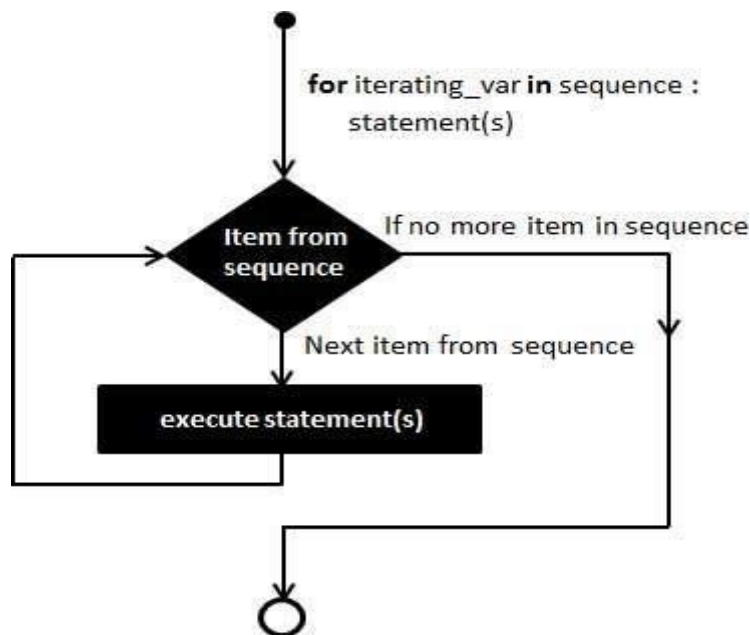 for iterating_var in sequence :
statement(s)
If no more item in sequence
Item from
sequence
Next item from sequence
execute statement(s)